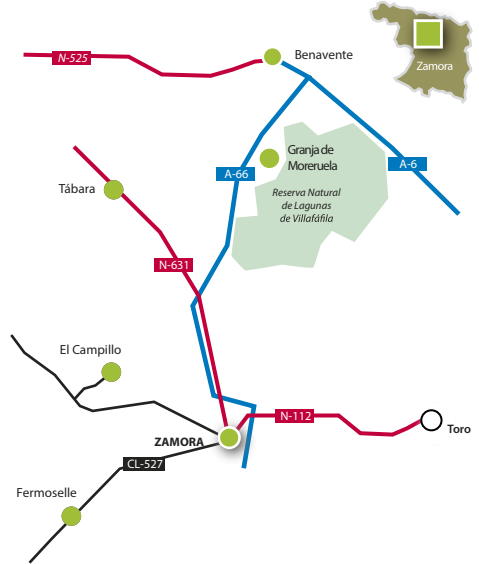 N-525
Benavente
Zamora
Granja de
Moreruela
A-66
A-6
Reserva Natural
de Lagunas
de Villafáfila
Tábara
N-631
El Campillo
N-112
ZAMORA
Toro
CL-527
Fermoselle